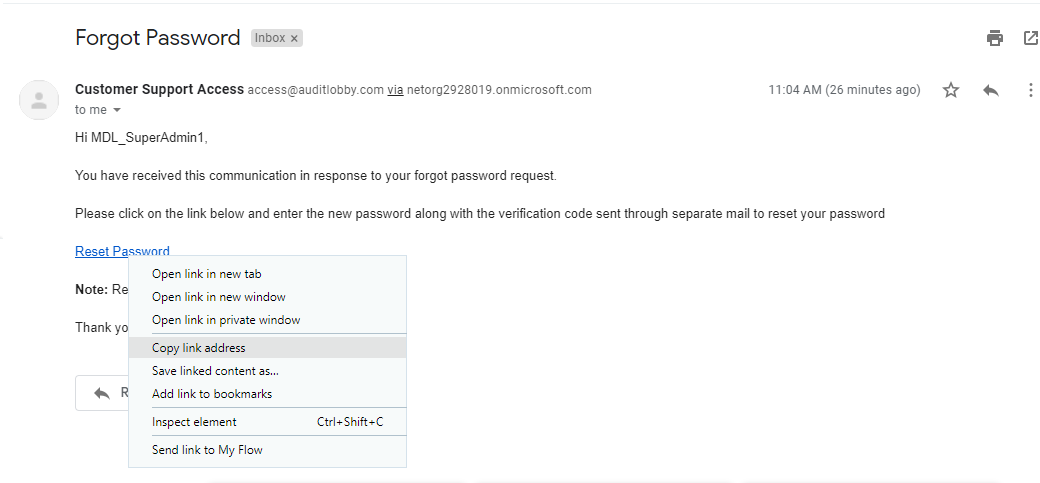 Forgot Password Inbox ×
Customer Support Access access@auditlobby.com via netorg2928019.onmicrosoft.com 11:04 AM (26 minutes ago)
to me
Hi MDL_SuperAdmin1,
You have received this communication in response to your forgot password request.
Please click on the link below and enter the new password along with the verification code sent through separate mail to reset your password
Reset Password
Open link in new tab
Note: Re
Open link in new window
Open link in private window
Thank yo
Copy link address
Save linked content as...
R
Add link to bookmarks
Inspect element Ctrl+Shift+C
Send link to My Flow